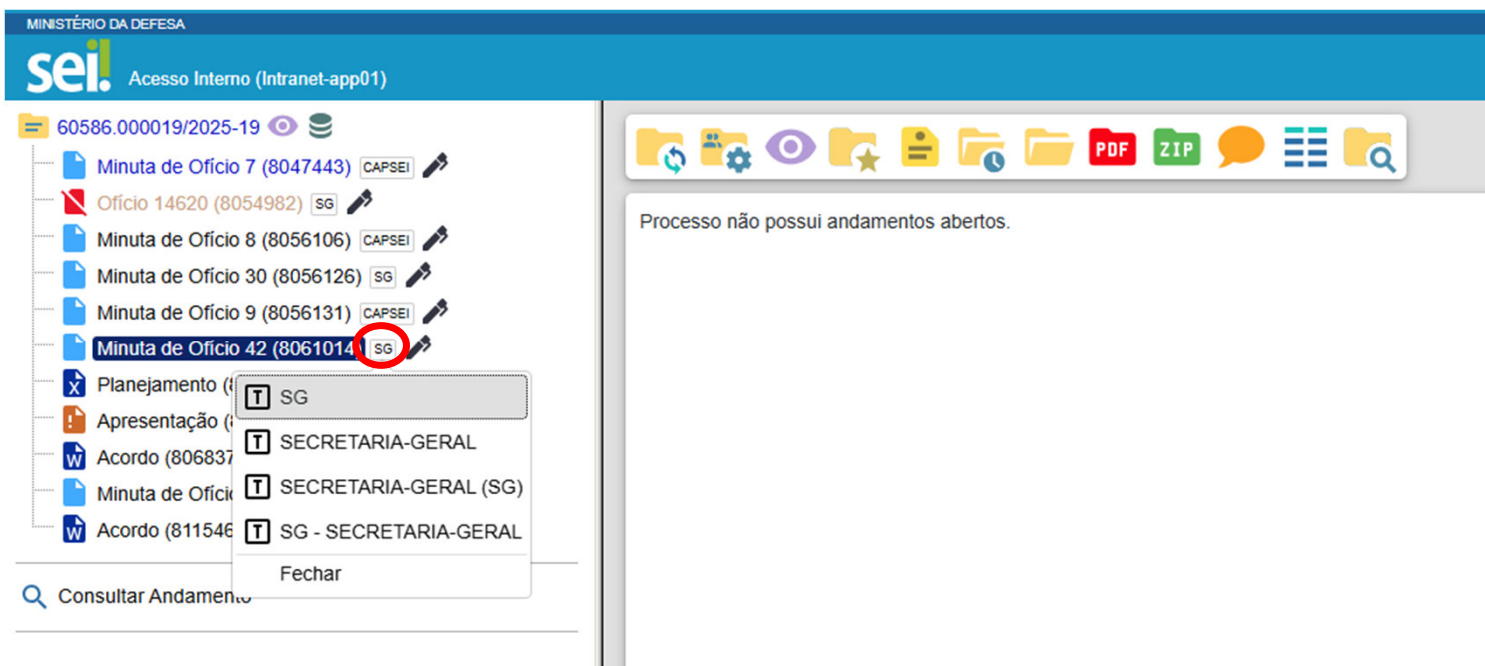 MINISTÉRIO DA DEFESA
sei! Acesso Interno (Intranet-app01)
60586.000019/2025-19
Minuta de Ofício 7 (8047443) CAPSEI
Ofício 14620 (8054982) SG
Minuta de Ofício 8 (8056106) CAPSEI
Minuta de Ofício 30 (8056126) SG
Minuta de Ofício 9 (8056131) CAPSEI
Minuta de Ofício 42 (8061014) SG
Planejamento (
Apresentação (
Acordo (806837
Minuta de Ofício
Acordo (811546
T SG
T SECRETARIA-GERAL
T SECRETARIA-GERAL (SG)
T SG - SECRETARIA-GERAL
Fechar
Consultar Andamento
PDF ZIP
Processo não possui andamentos abertos.